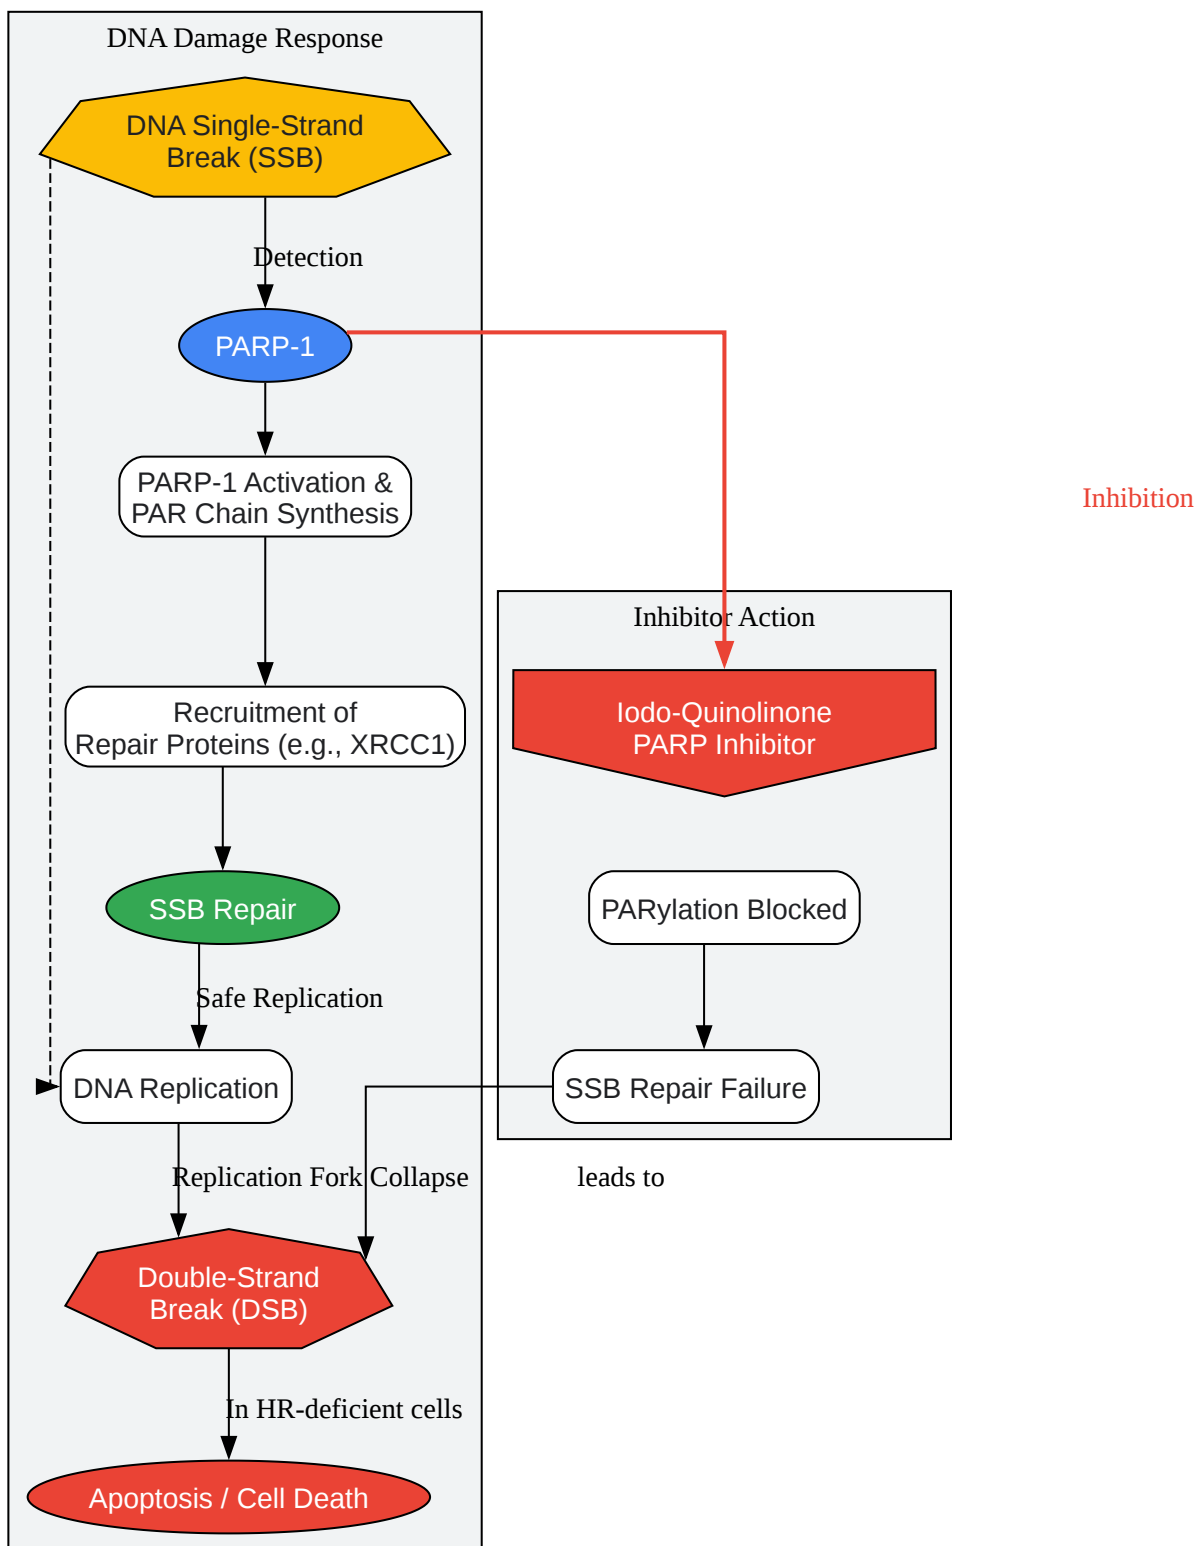 DNA Damage Response
DNA Single-Strand
Break (SSB)
Detection
PARP-1
PARP-1 Activation &
PAR Chain Synthesis
Inhibition
Inhibitor Action
Recruitment of
Repair Proteins (e.g., XRCC1)
Iodo-Quinolinone
PARP Inhibitor
SSB Repair
PARylation Blocked
Safe Replication
DNA Replication
SSB Repair Failure
Replication Fork Collapse
leads to
Double-Strand
Break (DSB)
In HR-deficient cells
Apoptosis / Cell Death